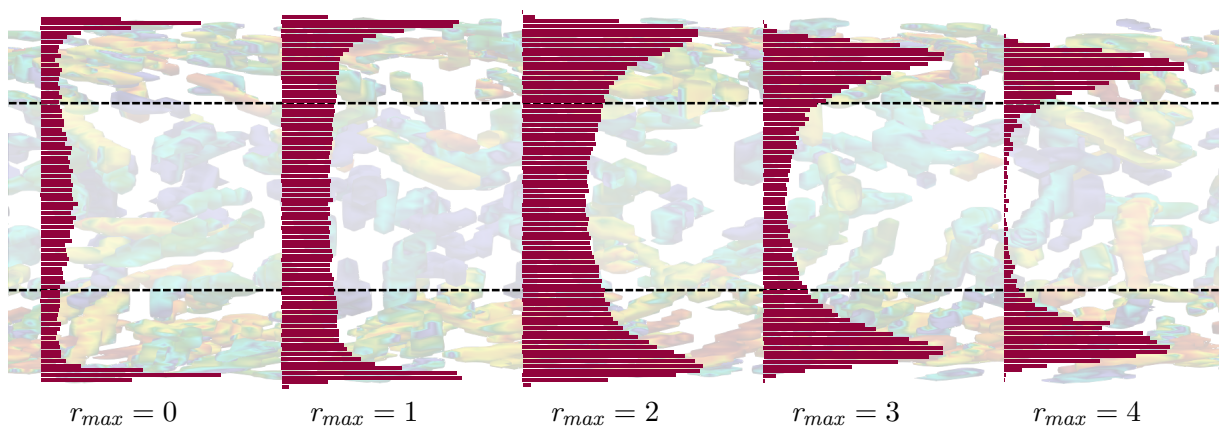 r_{max} = 0 r_{max} = 1 r_{max} = 2 r_{max} = 3 r_{max} = 4